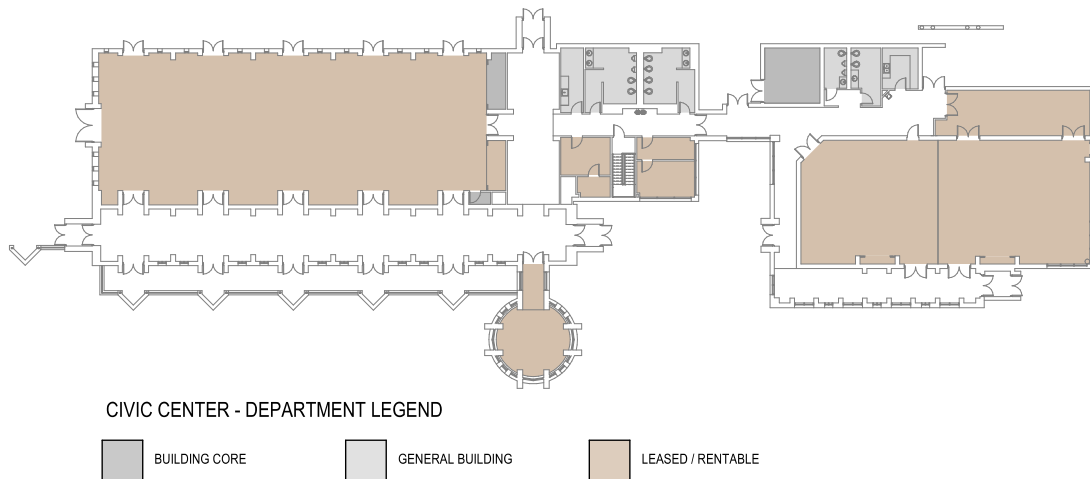 CIVIC CENTER - DEPARTMENT LEGEND
BUILDING CORE
GENERAL BUILDING
LEASED / RENTABLE